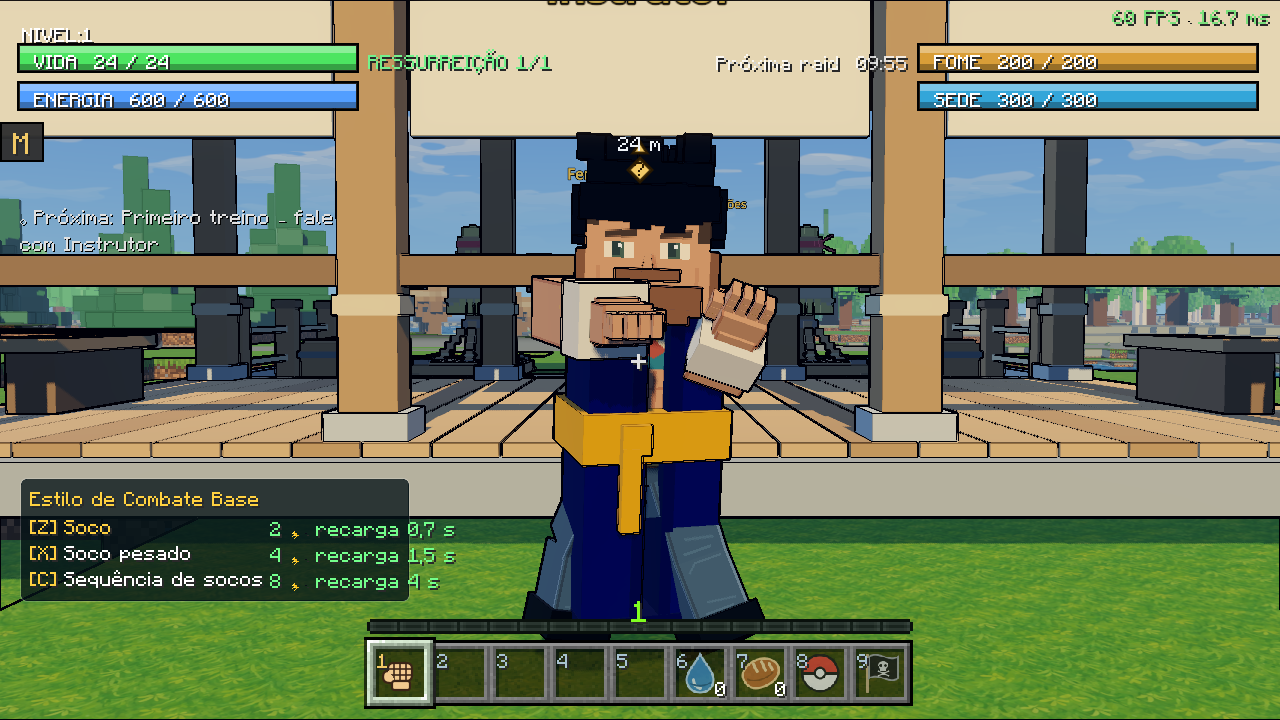 Instrutor
60 FPS · 16.7 ms
NIVEL:1
VIDA 24 / 24
RESSURREIÇÃO 1/1
Próxima raid 09:55
FOME 200 / 200
ENERGIA 600 / 600
SEDE 300 / 300
M
24 m
?
Próxima: Primeiro treino - fale
com Instrutor
Estilo de Combate Base
[Z] Soco 2 recarga 0,7 s
[X] Soco pesado 4 recarga 1,5 s
[C] Sequência de socos 8 recarga 4 s
1
1 2 3 4 5 6 7 8 9
0 0